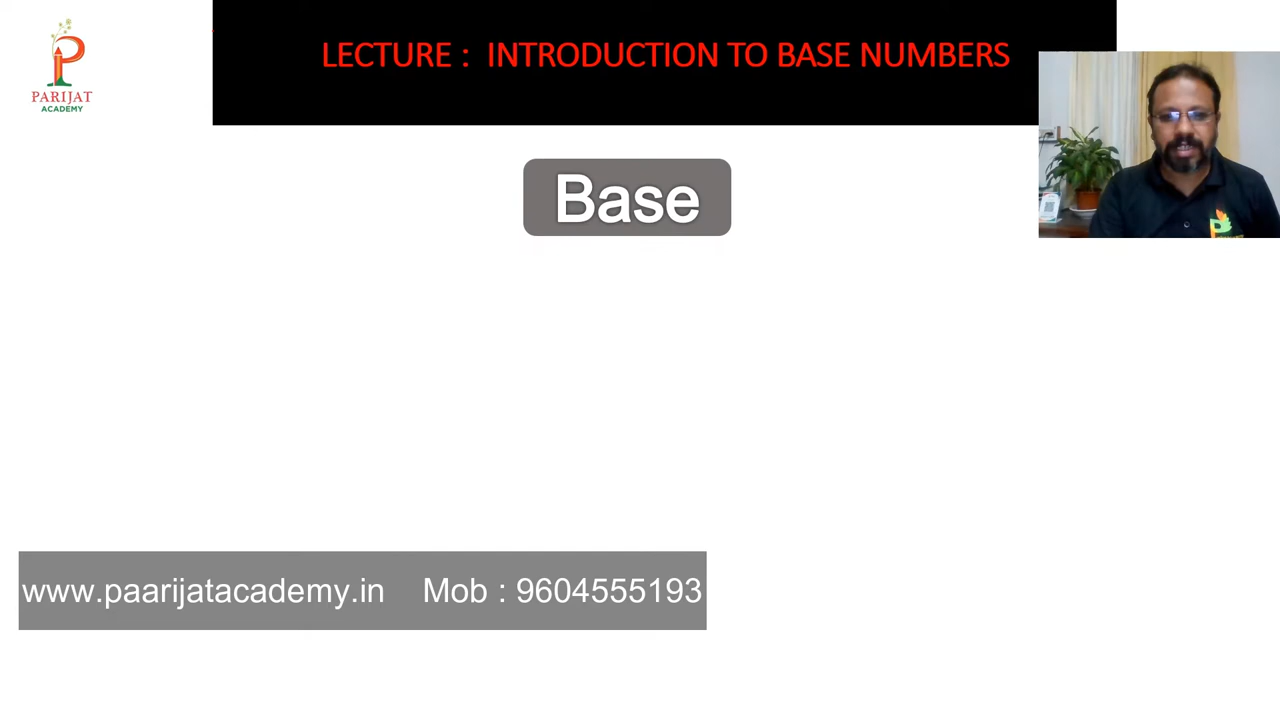 PARIJAT
ACADEMY
LECTURE : INTRODUCTION TO BASE NUMBERS
Base
www.paarijatacademy.in Mob : 9604555193